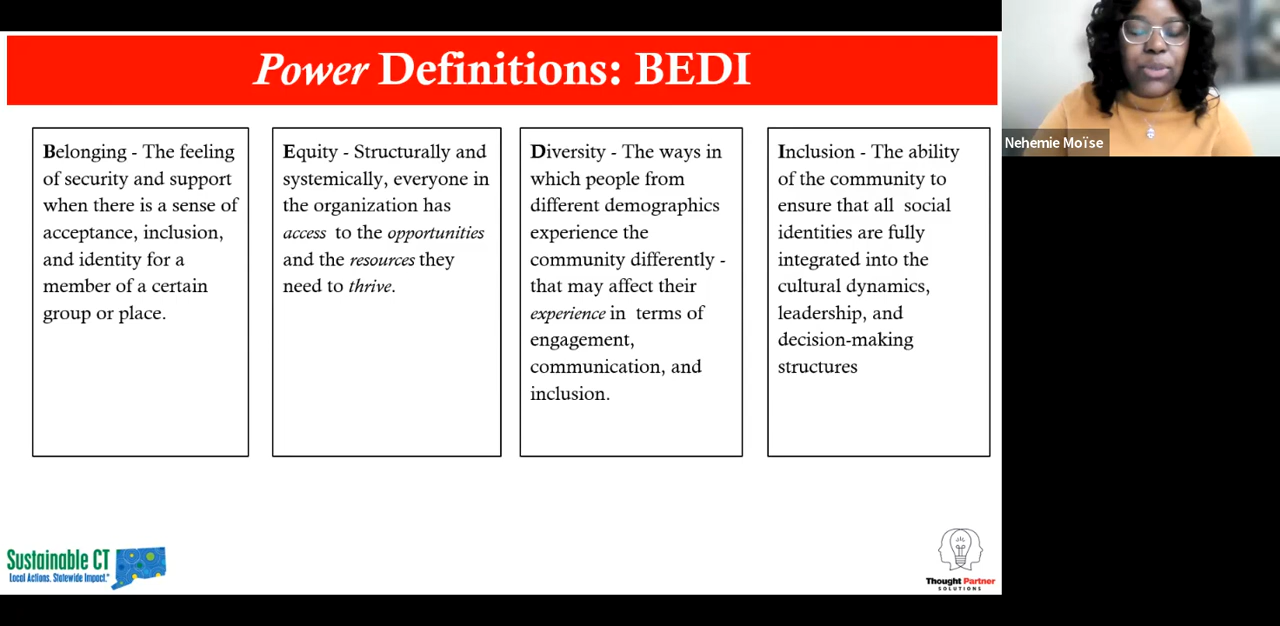 Power Definitions: BEDI
Belonging - The feeling
of security and support
when there is a sense of
acceptance, inclusion,
and identity for a
member of a certain
group or place.
Equity - Structurally and
systemically, everyone in
the organization has
access to the opportunities
and the resources they
need to thrive.
Diversity - The ways in
which people from
different demographics
experience the
community differently -
that may affect their
experience in terms of
engagement,
communication, and
inclusion.
Inclusion - The ability
of the community to
ensure that all social
identities are fully
integrated into the
cultural dynamics,
leadership, and
decision-making
structures
Nehemie Moïse
Sustainable CT
Local Actions. Statewide Impact.®
Thought Partner
SOLUTIONS